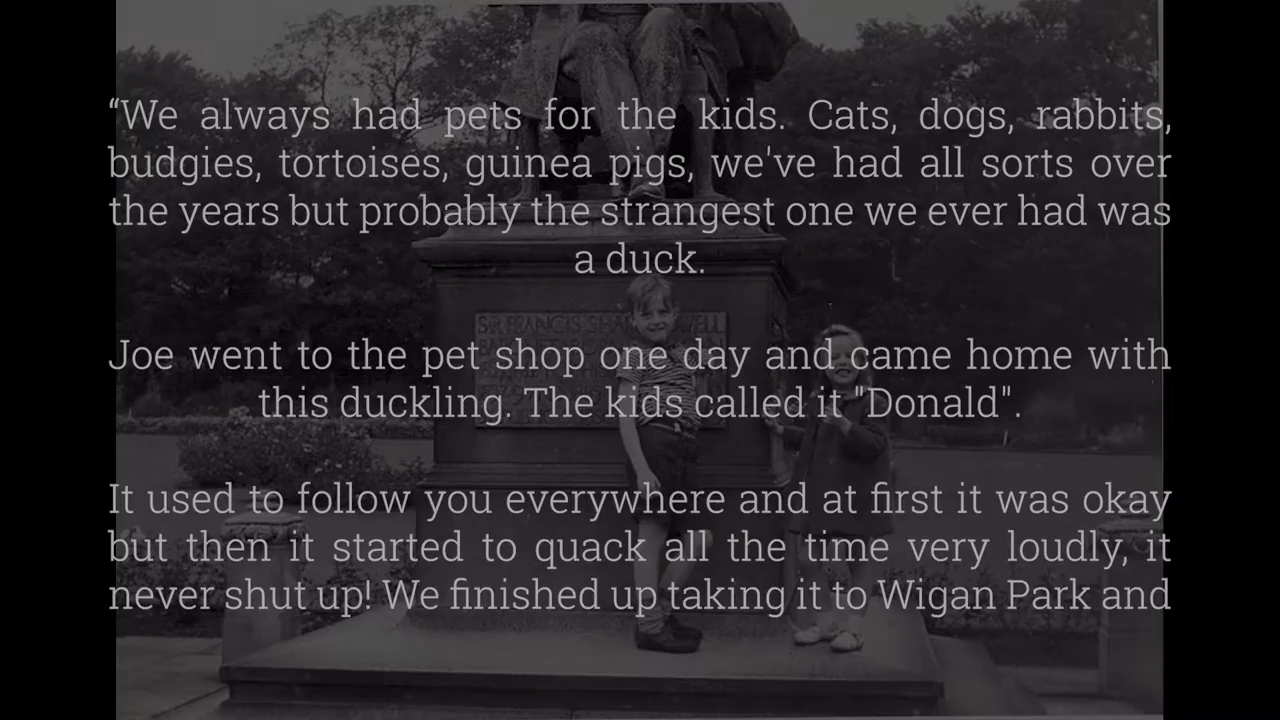 “We always had pets for the kids. Cats, dogs, rabbits,
budgies, tortoises, guinea pigs, we've had all sorts over
the years but probably the strangest one we ever had was
a duck.
Joe went to the pet shop one day and came home with
this duckling. The kids called it "Donald".
It used to follow you everywhere and at first it was okay
but then it started to quack all the time very loudly, it
never shut up! We finished up taking it to Wigan Park and
SIR FRANCIS